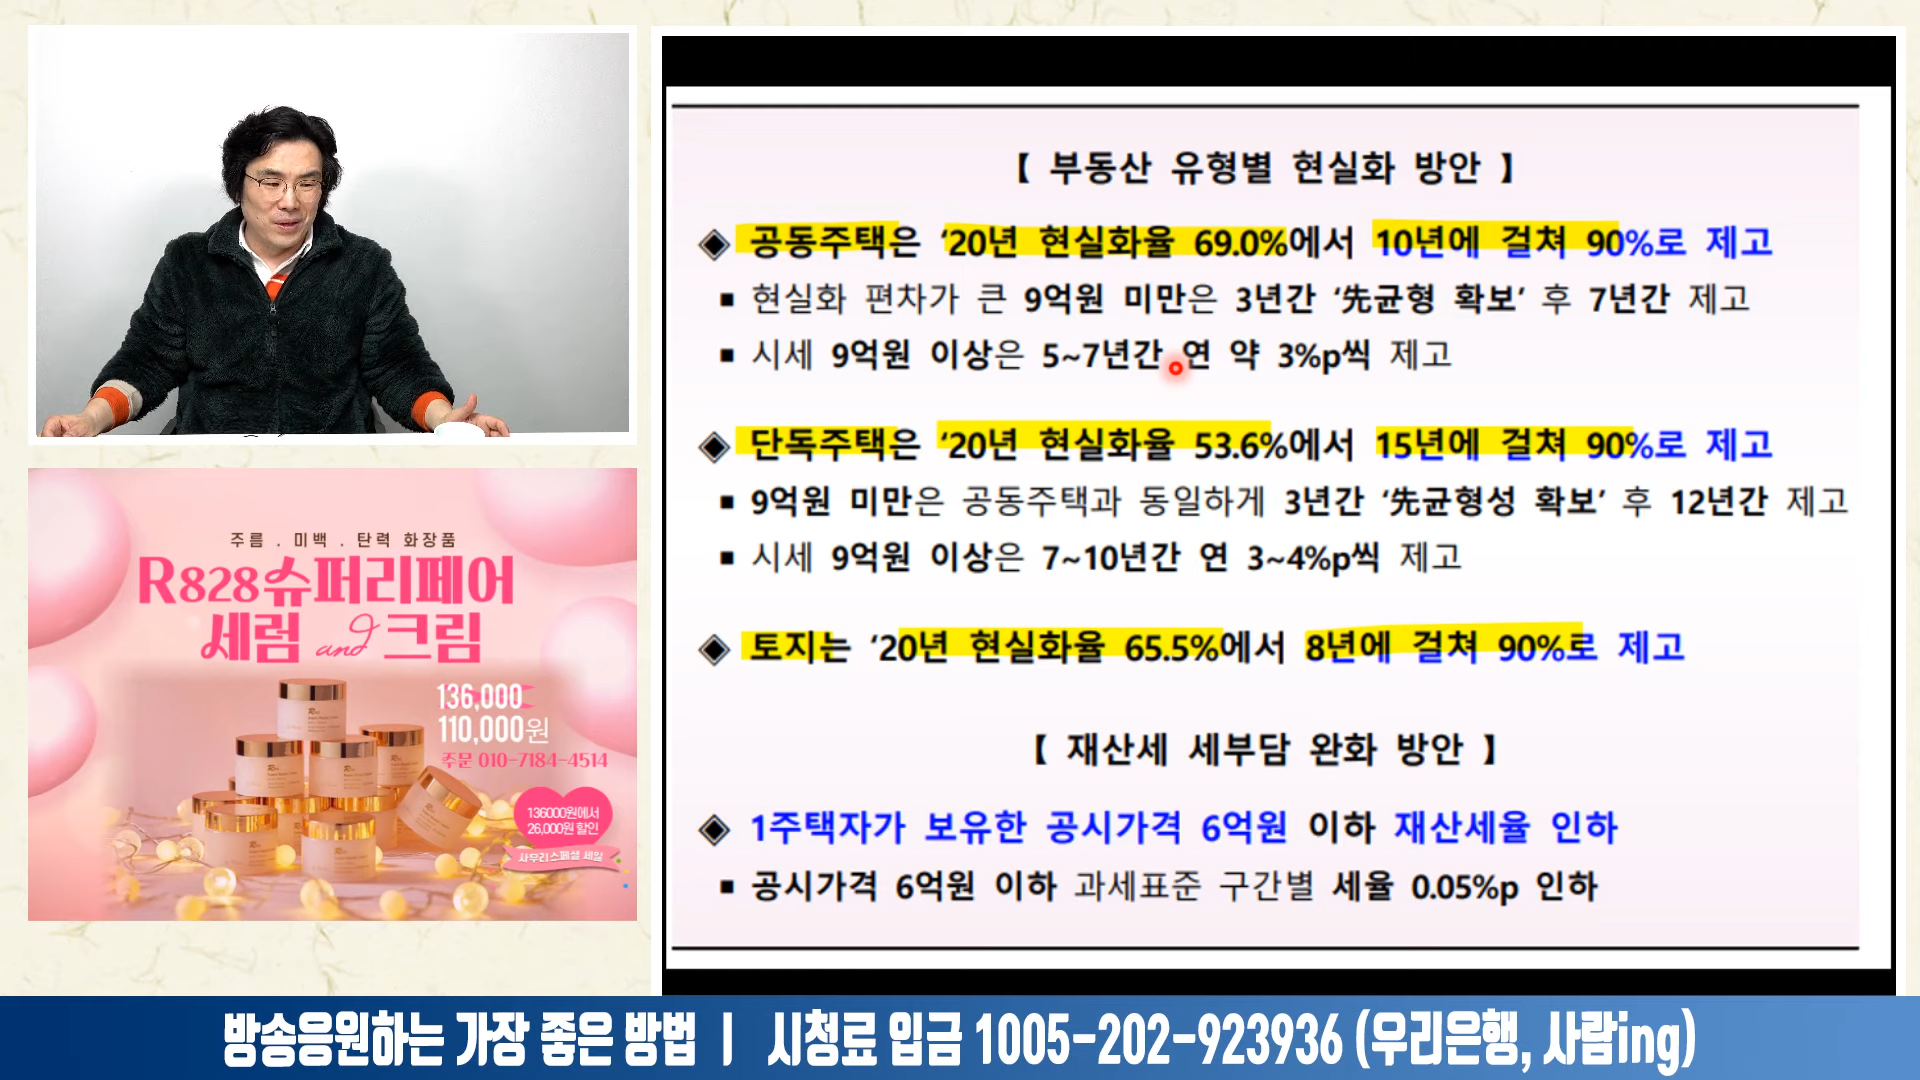 【 부동산 유형별 현실화 방안 】
◈ 공동주택은 ‘20년 현실화율 69.0%에서 10년에 걸쳐 90%로 제고
▪ 현실화 편차가 큰 9억원 미만은 3년간 ‘先균형 확보’ 후 7년간 제고
▪ 시세 9억원 이상은 5~7년간 연 약 3%p씩 제고
◈ 단독주택은 ‘20년 현실화율 53.6%에서 15년에 걸쳐 90%로 제고
▪ 9억원 미만은 공동주택과 동일하게 3년간 ‘先균형성 확보’ 후 12년간 제고
▪ 시세 9억원 이상은 7~10년간 연 3~4%p씩 제고
◈ 토지는 ‘20년 현실화율 65.5%에서 8년에 걸쳐 90%로 제고
【 재산세 세부담 완화 방안 】
◈ 1주택자가 보유한 공시가격 6억원 이하 재산세율 인하
▪ 공시가격 6억원 이하 과세표준 구간별 세율 0.05%p 인하
주름 . 미백 . 탄력 화장품
R828슈퍼리페어
세럼 and 크림
136,000
110,000원
주문 010-7184-4514
136000원에서
26,000원 할인
사우리스페셜 세일
방송응원하는 가장 좋은 방법 | 시청료 입금 1005-202-923936 (우리은행, 사람ing)